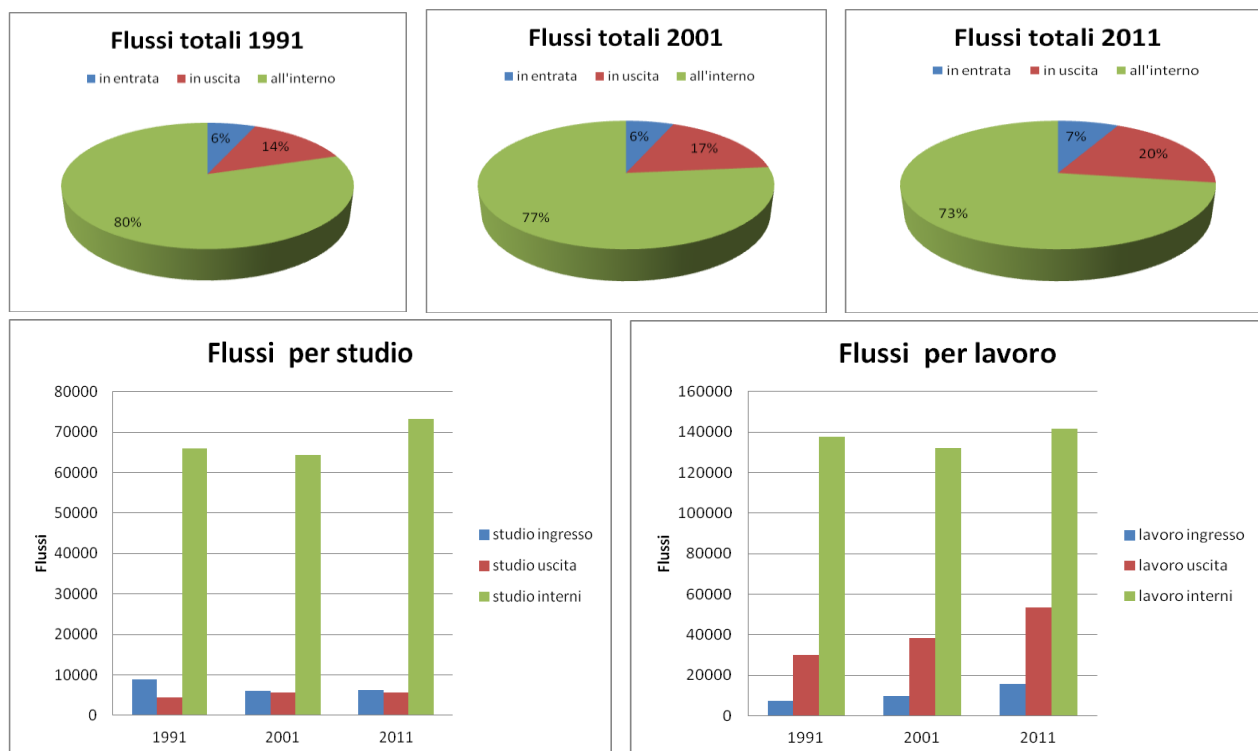 Flussi totali 1991
in entrata in uscita all'interno
6%
14%
80%
Flussi totali 2001
in entrata in uscita all'interno
6%
17%
77%
Flussi totali 2011
in entrata in uscita all'interno
7%
20%
73%
Flussi per studio
80000
70000
60000
50000
40000
30000
20000
10000
0
Flussi
1991 2001 2011
studio ingresso
studio uscita
studio interni
Flussi per lavoro
160000
140000
120000
100000
80000
60000
40000
20000
0
Flussi
1991 2001 2011
lavoro ingresso
lavoro uscita
lavoro interni